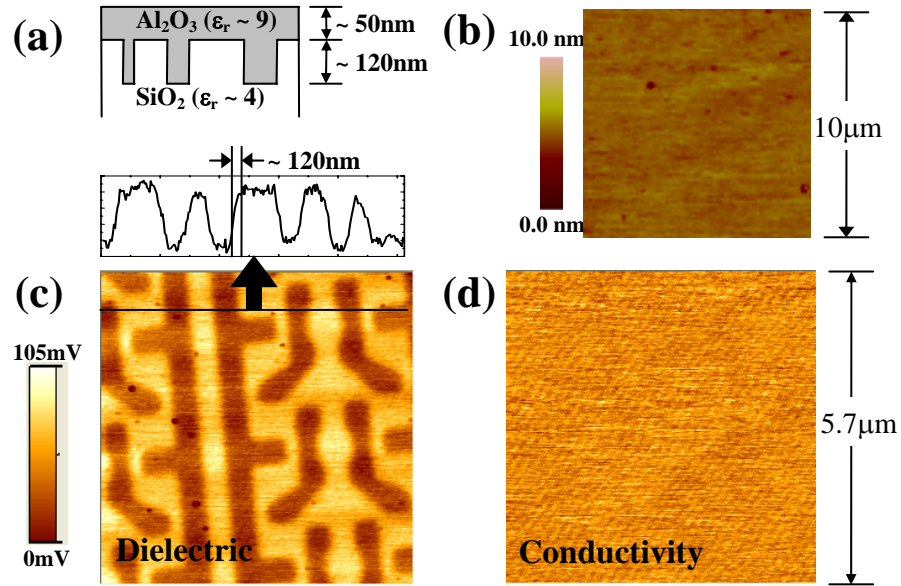 (a)
Al₂O₃ (εᵣ ~ 9)
SiO₂ (εᵣ ~ 4)
~ 50nm
~ 120nm
(b)
10.0 nm
0.0 nm
10μm
~ 120nm
(c)
105mV
0mV
Dielectric
(d)
Conductivity
5.7μm